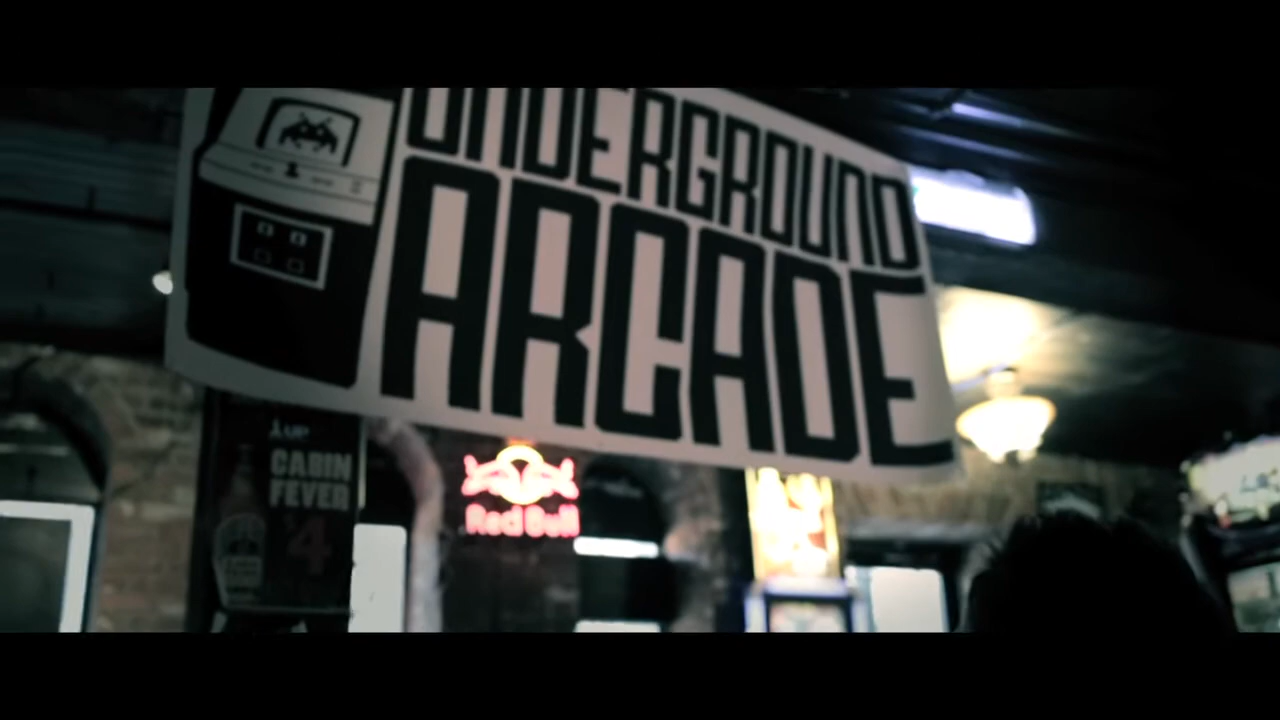 UNDERGROUND
ARCADE
CABIN
FEVER
4
Red Bull